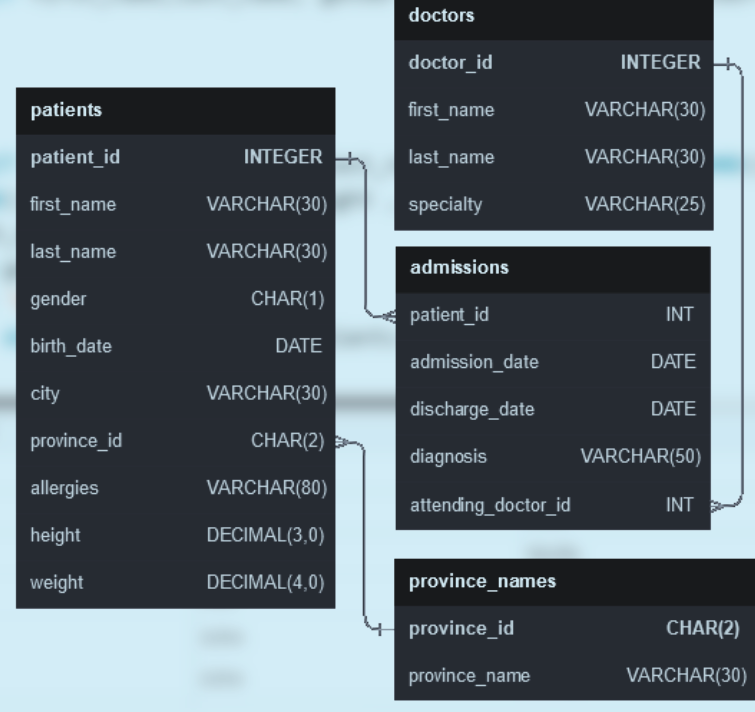 patients
patient_id INTEGER
first_name VARCHAR(30)
last_name VARCHAR(30)
gender CHAR(1)
birth_date DATE
city VARCHAR(30)
province_id CHAR(2)
allergies VARCHAR(80)
height DECIMAL(3,0)
weight DECIMAL(4,0)
doctors
doctor_id INTEGER
first_name VARCHAR(30)
last_name VARCHAR(30)
specialty VARCHAR(25)
admissions
patient_id INT
admission_date DATE
discharge_date DATE
diagnosis VARCHAR(50)
attending_doctor_id INT
province_names
province_id CHAR(2)
province_name VARCHAR(30)